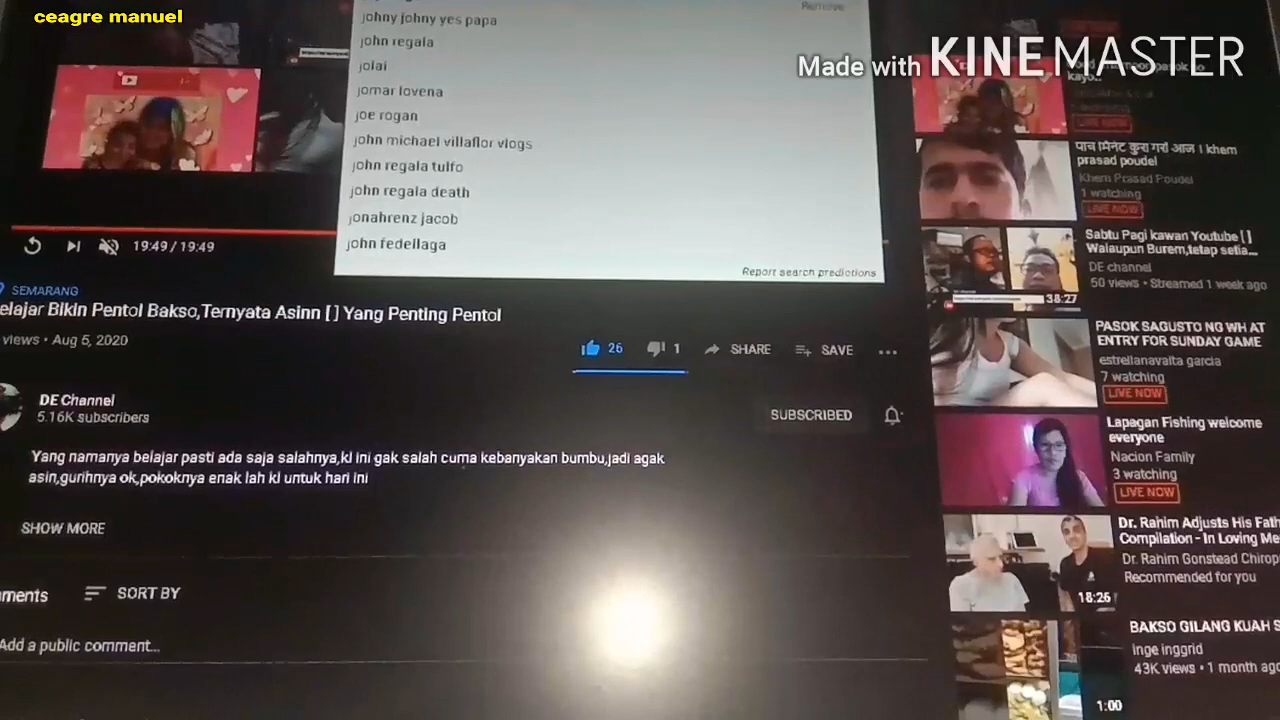 ceagre manuel
Remove
johny johny yes papa
john regala
jolai
jomar lovena
joe rogan
john michael villaflor vlogs
john regala tulfo
john regala death
jonahrenz jacob
john fedellaga
Report search predictions
Made with KINEMASTER
19:49 / 19:49
SEMARANG
elajar Bikin Pentol Bakso,Ternyata Asinn [ ] Yang Penting Pentol
views • Aug 5, 2020
26
1
SHARE
SAVE
DE Channel
5.16K subscribers
SUBSCRIBED
Yang namanya belajar pasti ada saja salahnya,ki ini gak salah cuma kebanyakan bumbu,jadi agak
asin,gurihnya ok,pokoknya enak lah ki untuk hari ini
SHOW MORE
ments
SORT BY
Add a public comment...
kayo..
LIVE NOW
पाच मिनेट कुरा गरौं आज । khem
prasad poudel
Khem Prasad Poudel
1 watching
LIVE NOW
Sabtu Pagi kawan Youtube [ ]
Walaupun Burem,tetap setia...
DE channel
50 views • Streamed 1 week ago
38:27
PASOK SAGUSTO NG WH AT
ENTRY FOR SUNDAY GAME
estrellanavalta garcia
7 watching
LIVE NOW
Lapagan Fishing welcome
everyone
Nacion Family
3 watching
LIVE NOW
Dr. Rahim Adjusts His Fath
Compilation - In Loving Me
Dr. Rahim Gonstead Chirop
Recommended for you
18:26
BAKSO GILANG KUAH S
inge inggrid
43K views • 1 month ago
1:00